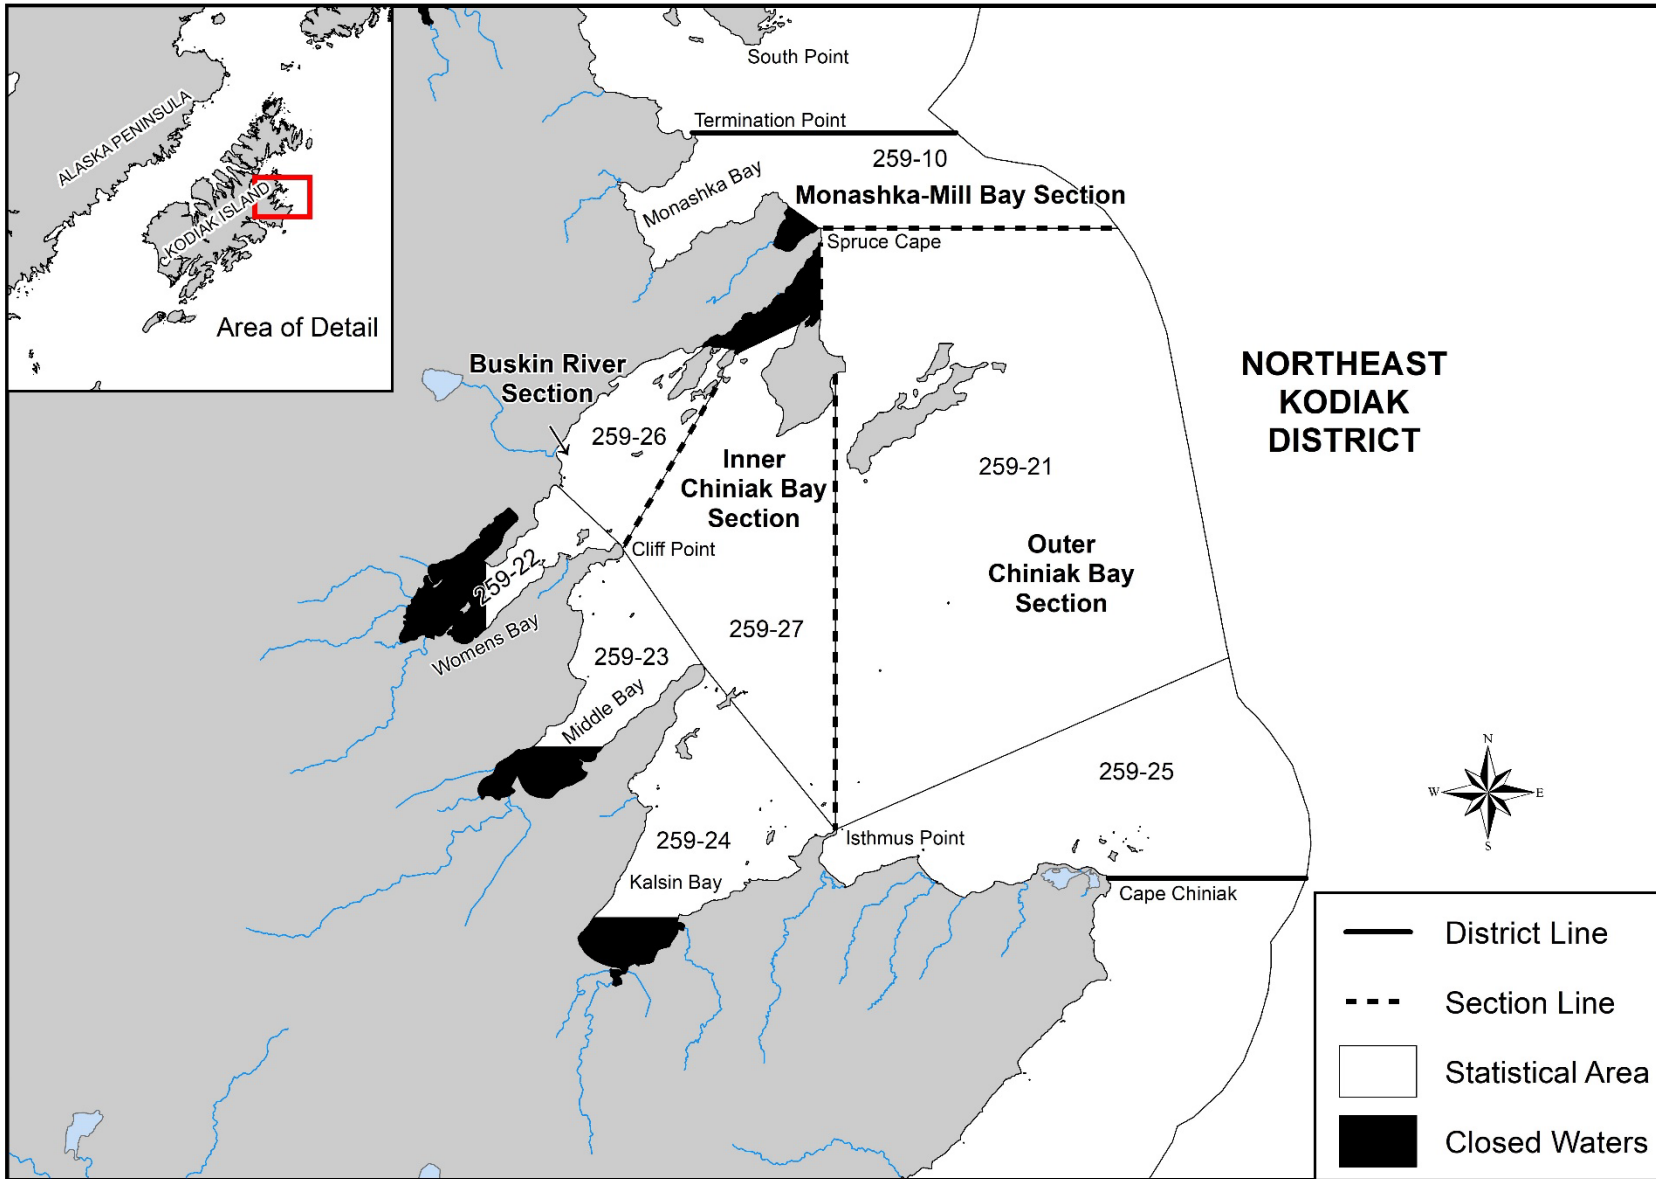 ALASKA PENINSULA
KODIAK ISLAND
Area of Detail
South Point
Termination Point
259-10
Monashka Bay
Monashka-Mill Bay Section
Spruce Cape
Buskin River
Section
259-26
Inner
Chiniak Bay
Section
259-21
NORTHEAST
KODIAK
DISTRICT
Outer
Chiniak Bay
Section
Cliff Point
259-22
Womens Bay
259-27
259-23
Middle Bay
259-25
259-24
Isthmus Point
Kalsin Bay
Cape Chiniak
N
W
E
S
District Line
Section Line
Statistical Area
Closed Waters